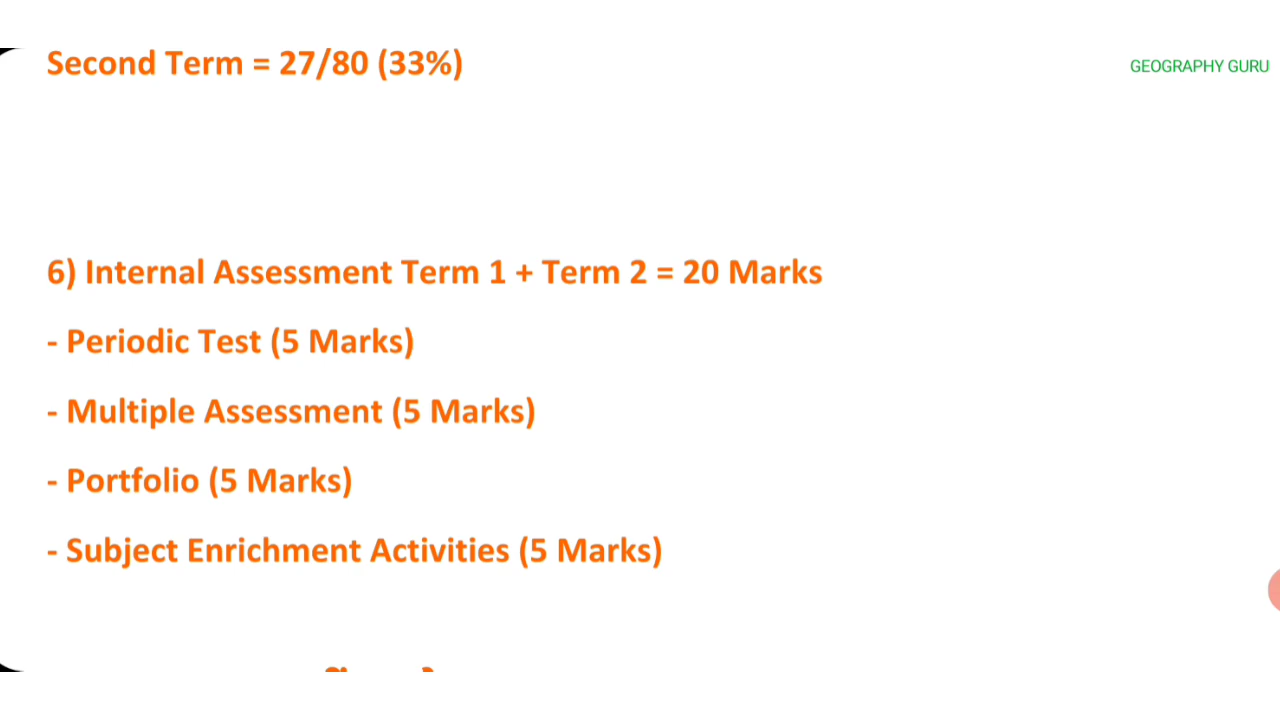 Second Term = 27/80 (33%)
GEOGRAPHY GURU
6) Internal Assessment Term 1 + Term 2 = 20 Marks
- Periodic Test (5 Marks)
- Multiple Assessment (5 Marks)
- Portfolio (5 Marks)
- Subject Enrichment Activities (5 Marks)